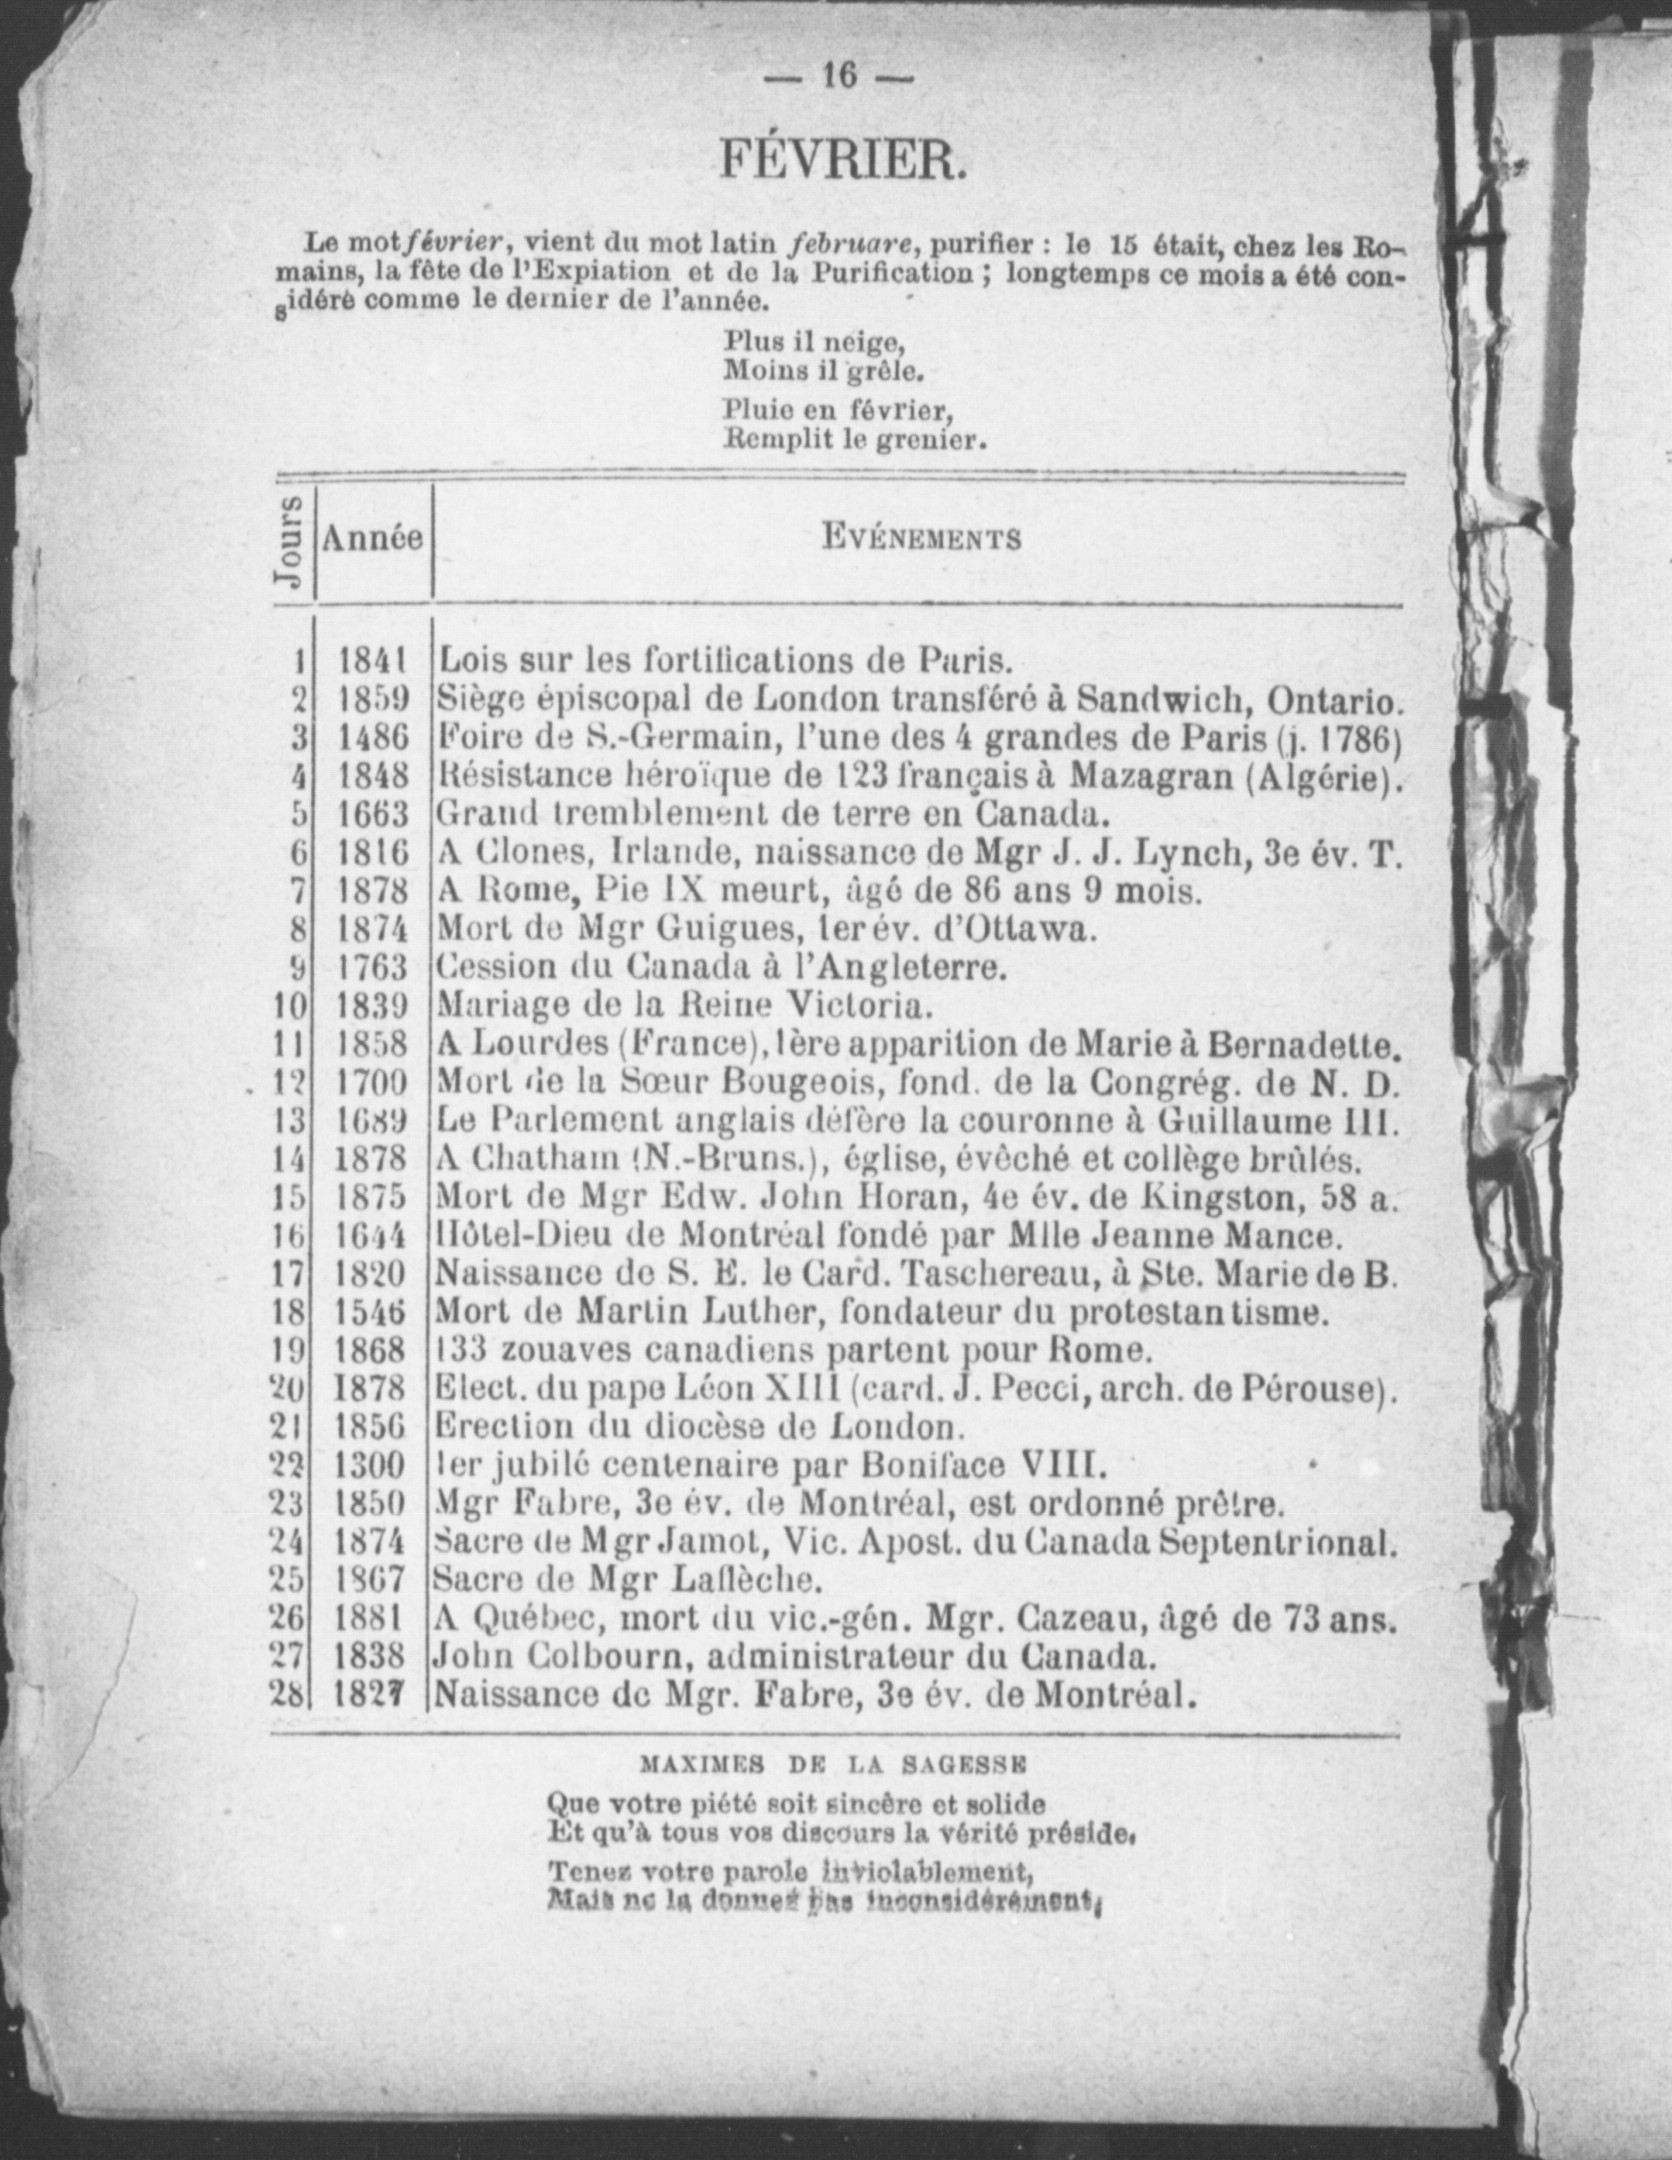 — 16 —
FÉVRIER.
Le mot février, vient du mot latin februare, purifier : le 15 était, chez les Ro-
mains, la fête de l'Expiation et de la Purification ; longtemps ce mois a été con-
sidéré comme le dernier de l'année.
Plus il neige,
Moins il grêle.
Pluie en février,
Remplit le grenier.
Jours Année EVÉNEMENTS
1 1841 Lois sur les fortifications de Paris.
2 1859 Siège épiscopal de London transféré à Sandwich, Ontario.
3 1486 Foire de S.-Germain, l'une des 4 grandes de Paris (j. 1786)
4 1848 Résistance héroïque de 123 français à Mazagran (Algérie).
5 1663 Grand tremblement de terre en Canada.
6 1816 A Clones, Irlande, naissance de Mgr J. J. Lynch, 3e év. T.
7 1878 A Rome, Pie IX meurt, âgé de 86 ans 9 mois.
8 1874 Mort de Mgr Guigues, 1er év. d'Ottawa.
9 1763 Cession du Canada à l'Angleterre.
10 1839 Mariage de la Reine Victoria.
11 1858 A Lourdes (France), 1ère apparition de Marie à Bernadette.
12 1700 Mort de la Sœur Bougeois, fond. de la Congrég. de N. D.
13 1689 Le Parlement anglais défère la couronne à Guillaume III.
14 1878 A Chatham (N.-Bruns.), église, évêché et collège brûlés.
15 1875 Mort de Mgr Edw. John Horan, 4e év. de Kingston, 58 a.
16 1644 Hôtel-Dieu de Montréal fondé par Mlle Jeanne Mance.
17 1820 Naissance de S. E. le Card. Taschereau, à Ste. Marie de B.
18 1546 Mort de Martin Luther, fondateur du protestantisme.
19 1868 133 zouaves canadiens partent pour Rome.
20 1878 Elect. du pape Léon XIII (card. J. Pecci, arch. de Pérouse).
21 1856 Erection du diocèse de London.
22 1300 1er jubilé centenaire par Boniface VIII.
23 1850 Mgr Fabre, 3e év. de Montréal, est ordonné prêtre.
24 1874 Sacre de Mgr Jamot, Vic. Apost. du Canada Septentrional.
25 1867 Sacre de Mgr Laflèche.
26 1881 A Québec, mort du vic.-gén. Mgr. Cazeau, âgé de 73 ans.
27 1838 John Colbourn, administrateur du Canada.
28 1827 Naissance de Mgr. Fabre, 3e év. de Montréal.
MAXIMES DE LA SAGESSE
Que votre piété soit sincère et solide
Et qu'à tous vos discours la vérité préside.
Tenez votre parole inviolablement,
Mais ne la donnez pas inconsidérément,